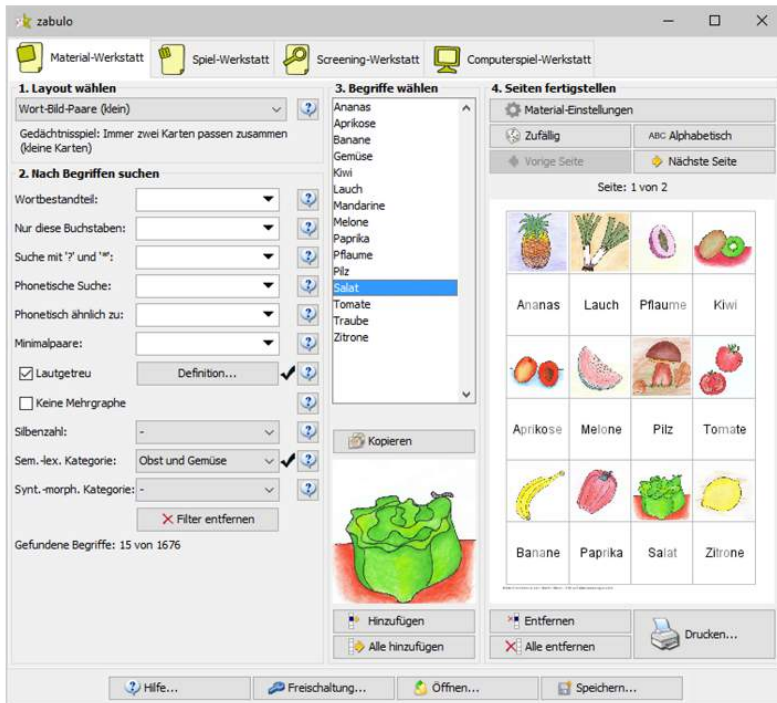 zabulo
Material-Werkstatt
Spiel-Werkstatt
Screening-Werkstatt
Computerspiel-Werkstatt
1. Layout wählen
Wort-Bild-Paare (klein)
Gedächtnisspiel: Immer zwei Karten passen zusammen
(kleine Karten)
2. Nach Begriffen suchen
Wortbestandteil:
Nur diese Buchstaben:
Suche mit '?' und '*':
Phonetische Suche:
Phonetisch ähnlich zu:
Minimalpaare:
Lautgetreu
Definition...
Keine Mehrgraphe
Silbenzahl: -
Sem.-lex. Kategorie: Obst und Gemüse
Synt.-morph. Kategorie: -
Filter entfernen
Gefundene Begriffe: 15 von 1676
3. Begriffe wählen
Ananas
Aprikose
Banane
Gemüse
Kiwi
Lauch
Mandarine
Melone
Paprika
Pflaume
Pilz
Salat
Tomate
Traube
Zitrone
Kopieren
Hinzufügen
Alle hinzufügen
4. Seiten fertigstellen
Material-Einstellungen
Zufällig
ABC Alphabetisch
Vorige Seite
Nächste Seite
Seite: 1 von 2
Ananas Lauch Pflaume Kiwi
Aprikose Melone Pilz Tomate
Banane Paprika Salat Zitrone
Entfernen
Alle entfernen
Drucken...
Hilfe...
Freischaltung...
Öffnen...
Speichern...